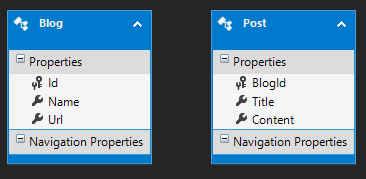 Blog
Properties
Id
Name
Url
Navigation Properties
Post
Properties
BlogId
Title
Content
Navigation Properties